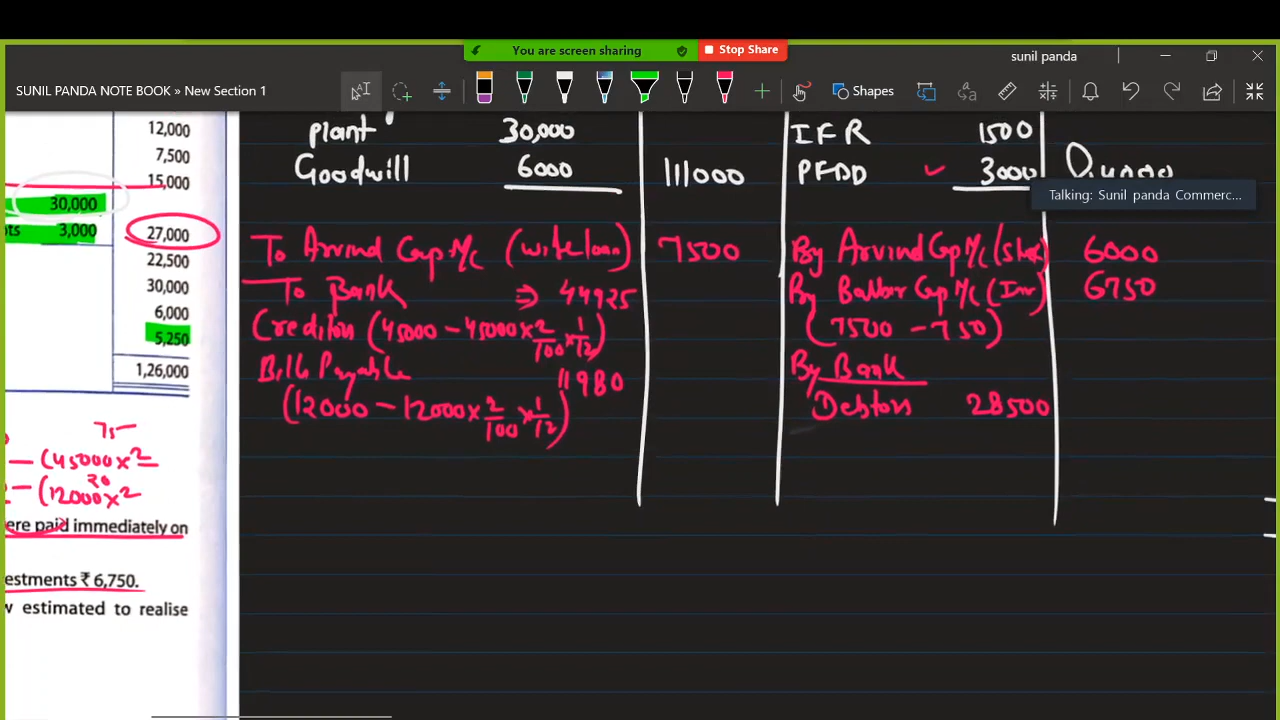 You are screen sharing
Stop Share
sunil panda
SUNIL PANDA NOTE BOOK » New Section 1
Shapes
Talking: Sunil panda Commerc...
12,000
7,500
15,000
30,000
ts 3,000 27,000
22,500
30,000
6,000
5,250
1,26,000
75
— (45000x2
20
— (12000x2
ere paid immediately on
estments ₹ 6,750.
w estimated to realise
plant 30,000
Goodwill 6000 111000
To Arvind Cap A/c (wife loan) 7500
To Bank ⇒ 44925
Creditors (45000 – 45000 x 2/100 x 1/12)
Bills Payable 11980
(12000 – 12000 x 2/100 x 1/12)
IFR 1500
PFDD 3000
By Arvind Cap A/c 6000
By Balbir Cap A/c (Inv) 6750
(7500 – 750)
By Bank
Debtors 28500